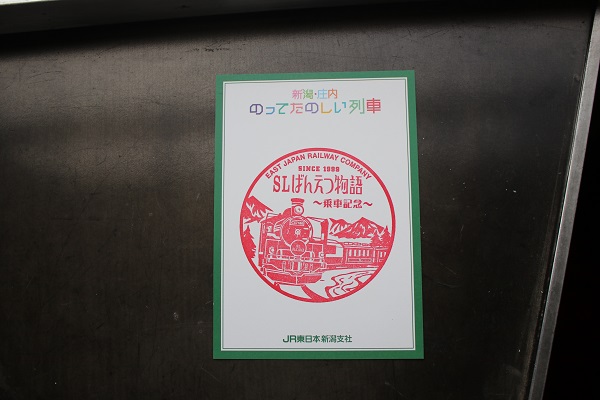 新潟・庄内
のってたのしい列車
EAST JAPAN RAILWAY COMPANY
SINCE 1999
SLばんえつ物語
～乗車記念～
JR東日本 新潟支社